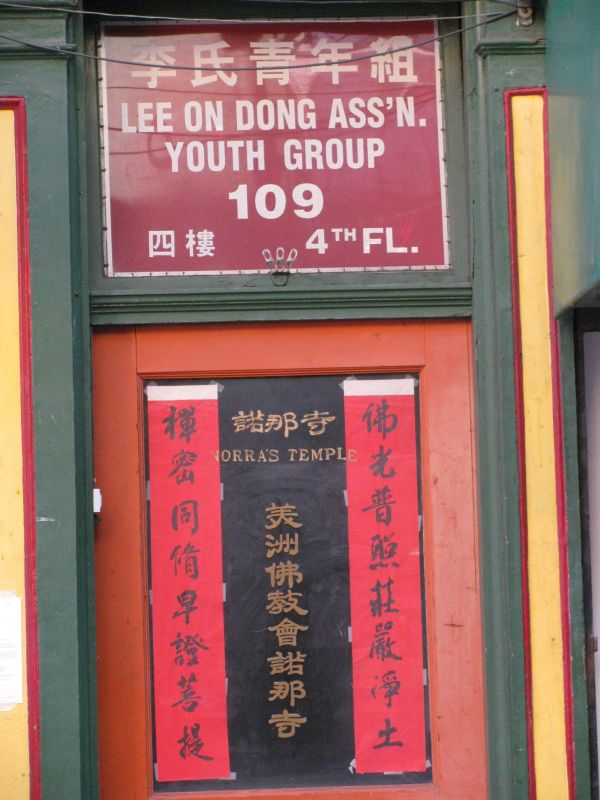 李氏青年組
LEE ON DONG ASS'N.
YOUTH GROUP
109
四樓 4TH FL.
諾那寺
NORRA'S TEMPLE
佛光普照莊嚴淨土
美洲佛教會諾那寺
禪密同脩早證菩提